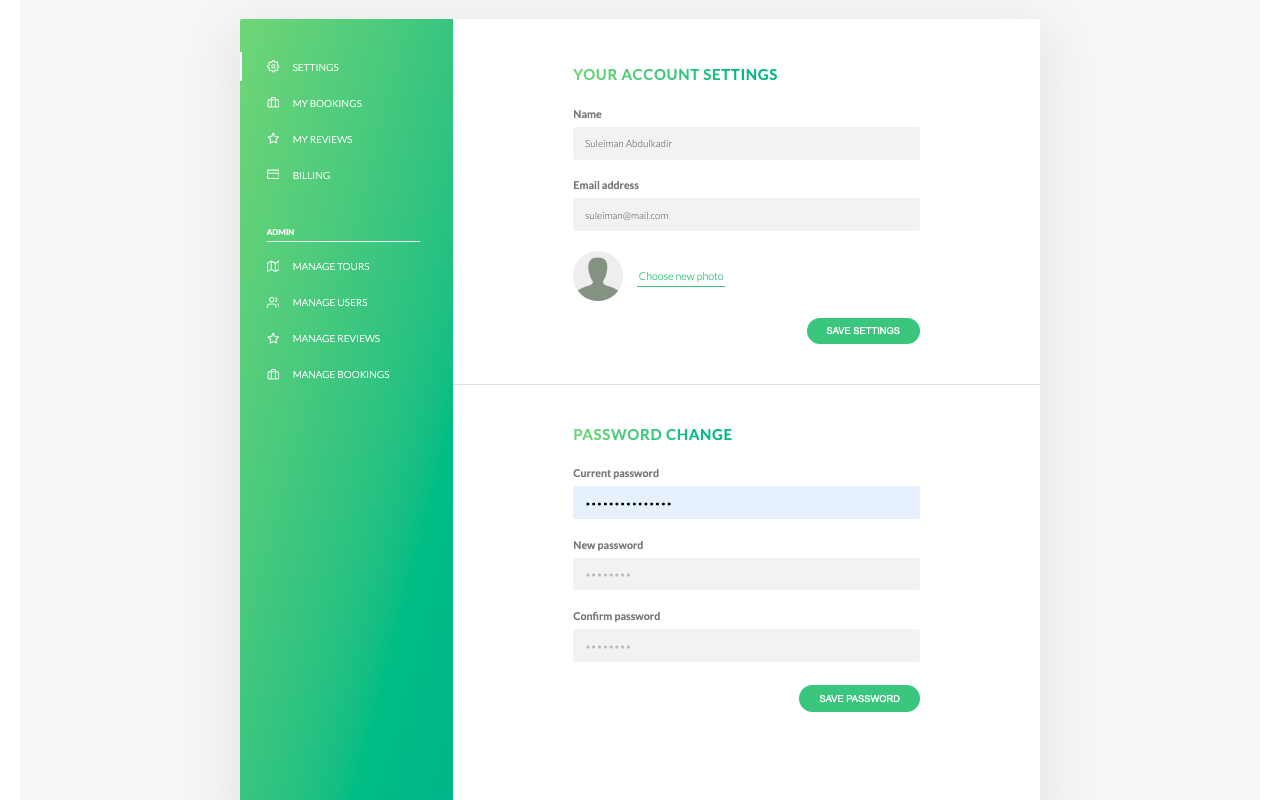 SETTINGS
MY BOOKINGS
MY REVIEWS
BILLING
ADMIN
MANAGE TOURS
MANAGE USERS
MANAGE REVIEWS
MANAGE BOOKINGS
YOUR ACCOUNT SETTINGS
Name
Suleiman Abdulkadir
Email address
suleiman@mail.com
Choose new photo
SAVE SETTINGS
PASSWORD CHANGE
Current password
•••••••••••••••
New password
••••••••
Confirm password
••••••••
SAVE PASSWORD